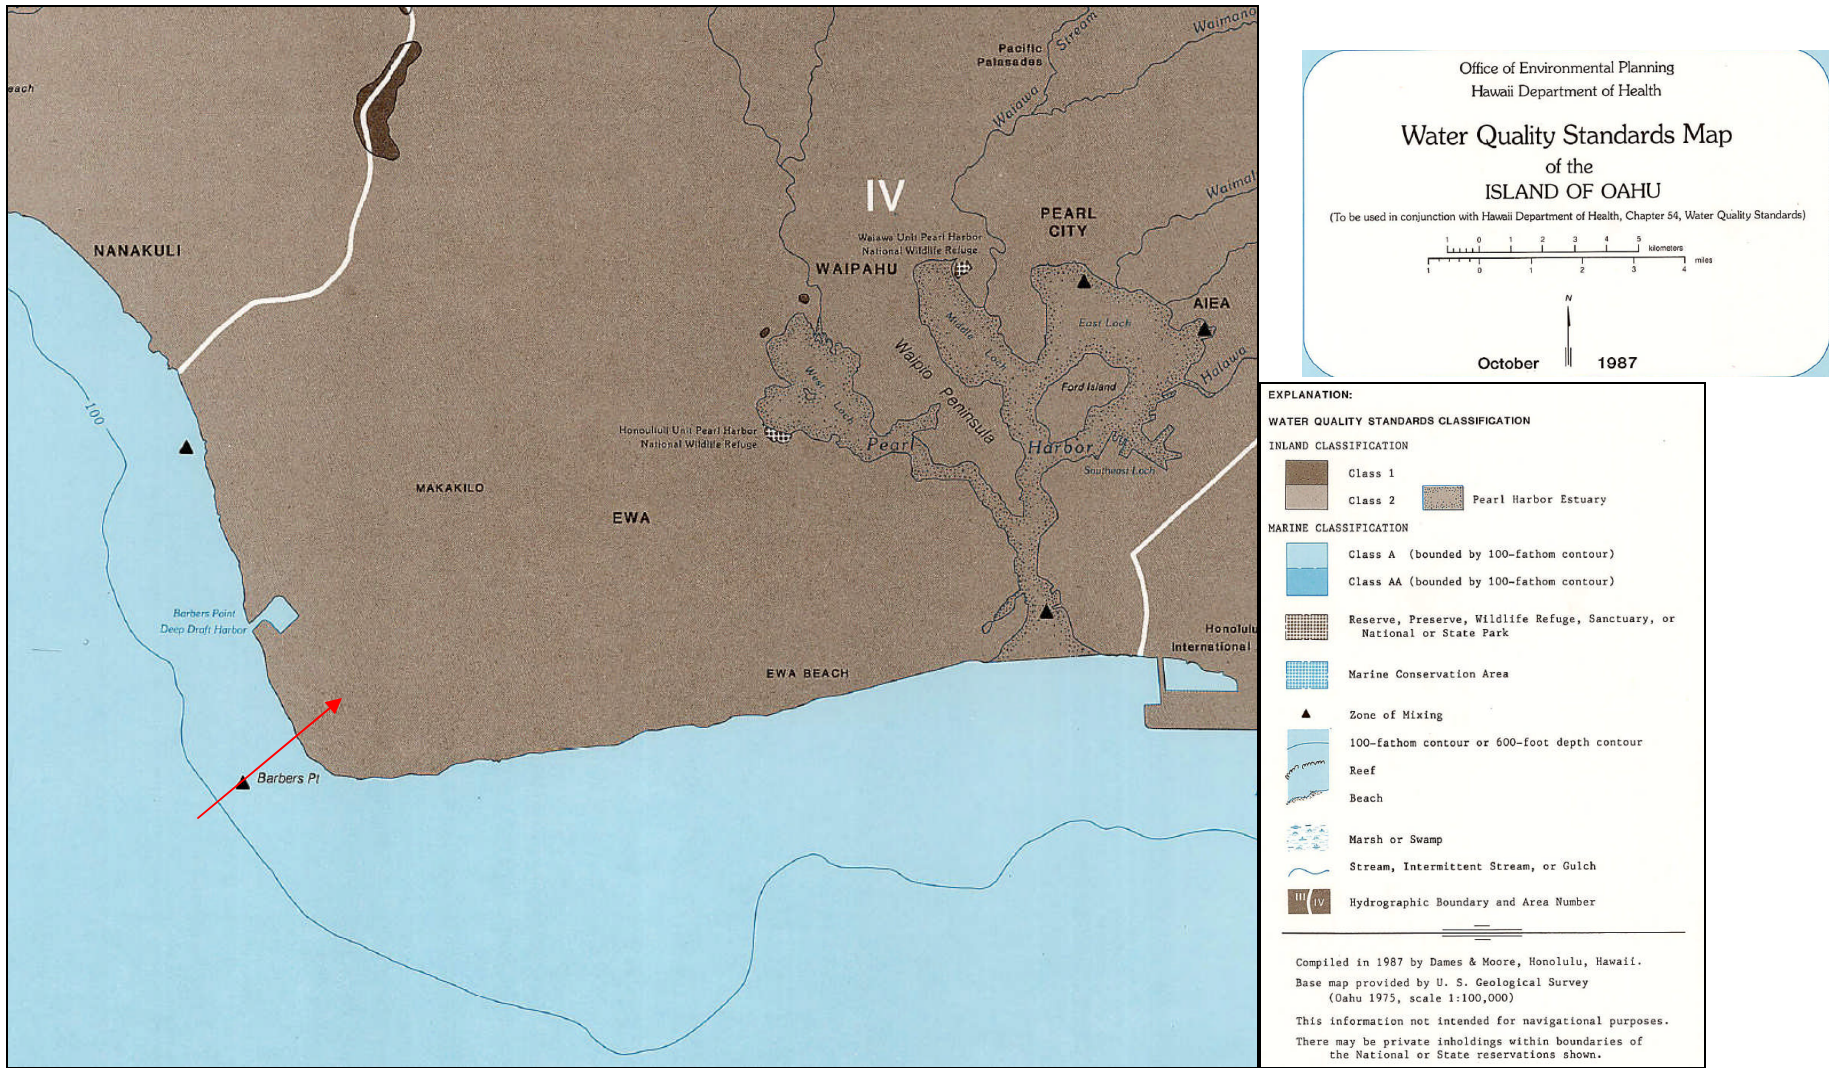 Pacific
Palasades
Stream
Waiawa
Waimano
each
IV
NANAKULI
PEARL
CITY
Waiawa Unit Pearl Harbor
National Wildlife Refuge
WAIPAHU
AIEA
East Loch
Middle
Loch
Waipio
Peninsula
Ford Island
Halawa
West
Loch
100
Honouliuli Unit Pearl Harbor
National Wildlife Refuge
Pearl
Harbor
Southeast Loch
MAKAKILO
EWA
Barbers Point
Deep Draft Harbor
Honolulu
International
EWA BEACH
Barbers Pt
Office of Environmental Planning
Hawaii Department of Health
Water Quality Standards Map
of the
ISLAND OF OAHU
(To be used in conjunction with Hawaii Department of Health, Chapter 54, Water Quality Standards)
1 0 1 2 3 4 5 kilometers
1 0 1 2 3 4 miles
N
October 1987
EXPLANATION:
WATER QUALITY STANDARDS CLASSIFICATION
INLAND CLASSIFICATION
Class 1
Class 2 Pearl Harbor Estuary
MARINE CLASSIFICATION
Class A (bounded by 100-fathom contour)
Class AA (bounded by 100-fathom contour)
Reserve, Preserve, Wildlife Refuge, Sanctuary, or
National or State Park
Marine Conservation Area
Zone of Mixing
100-fathom contour or 600-foot depth contour
Reef
Beach
Marsh or Swamp
Stream, Intermittent Stream, or Gulch
III IV Hydrographic Boundary and Area Number
Compiled in 1987 by Dames & Moore, Honolulu, Hawaii.
Base map provided by U. S. Geological Survey
(Oahu 1975, scale 1:100,000)
This information not intended for navigational purposes.
There may be private inholdings within boundaries of
the National or State reservations shown.